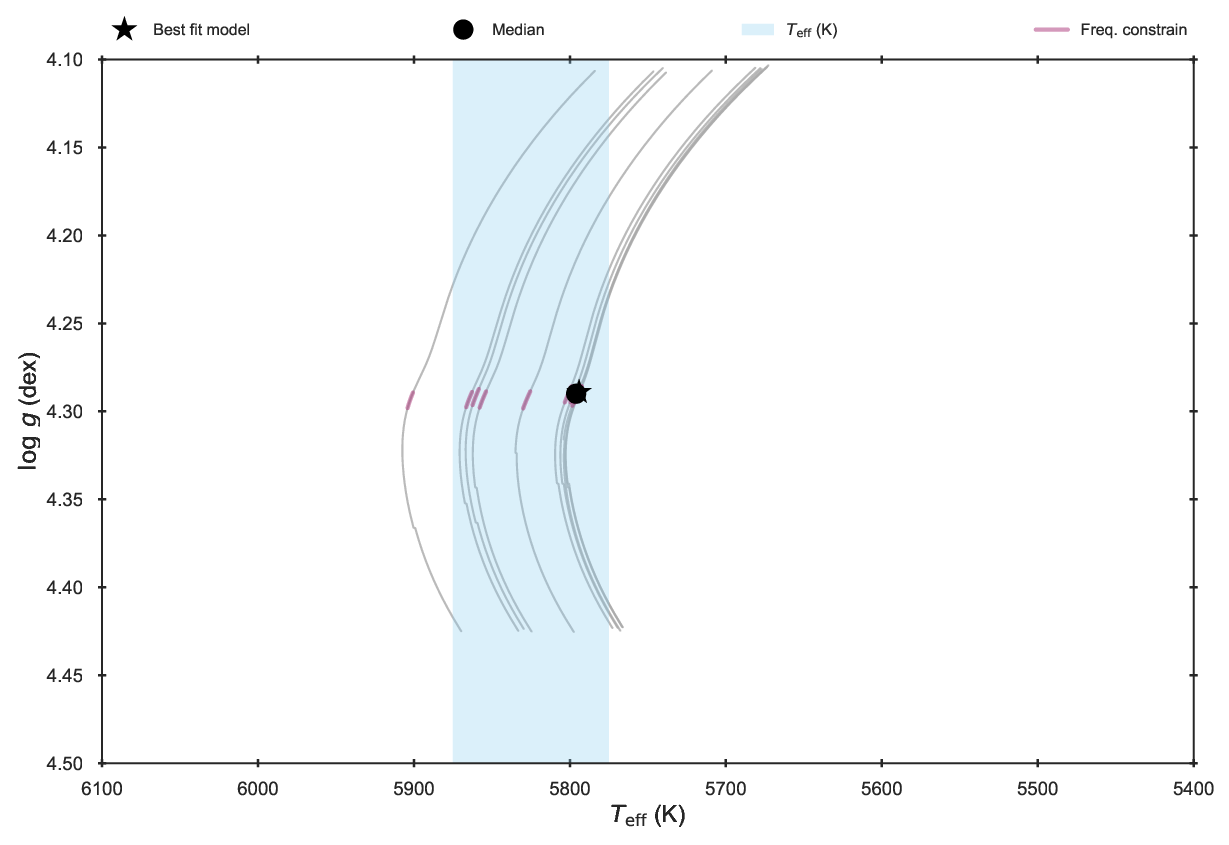 Best fit model
Median
Teff (K)
Freq. constrain
4.10
4.15
4.20
4.25
4.30
4.35
4.40
4.45
4.50
log g (dex)
6100 6000 5900 5800 5700 5600 5500 5400
Teff (K)